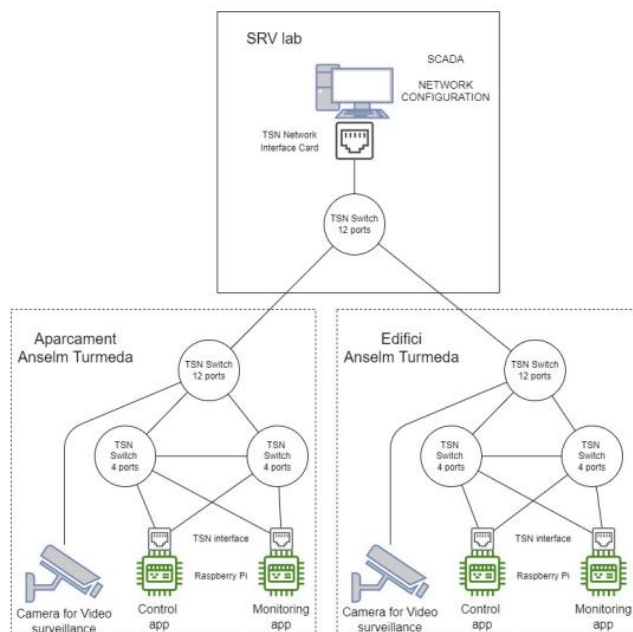 SRV lab
SCADA
NETWORK
CONFIGURATION
TSN Network
Interface Card
TSN Switch
12 ports
Aparcament
Anselm Turmeda
TSN Switch
12 ports
TSN
Switch
4 ports
TSN
Switch
4 ports
TSN interface
Raspberry Pi
Camera for Video
surveillance
Control
app
Monitoring
app
Edifici
Anselm Turmeda
TSN Switch
12 ports
TSN
Switch
4 ports
TSN
Switch
4 ports
TSN interface
Raspberry Pi
Camera for Video
surveillance
Control
app
Monitoring
app